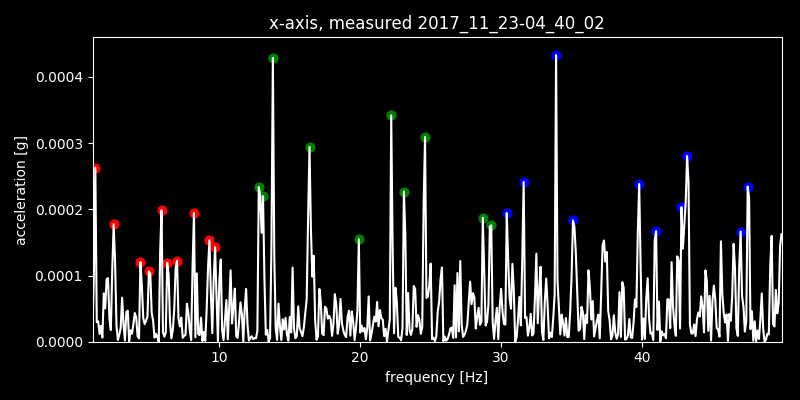 x-axis, measured 2017_11_23-04_40_02
acceleration [g]
0.0004
0.0003
0.0002
0.0001
0.0000
10 20 30 40
frequency [Hz]